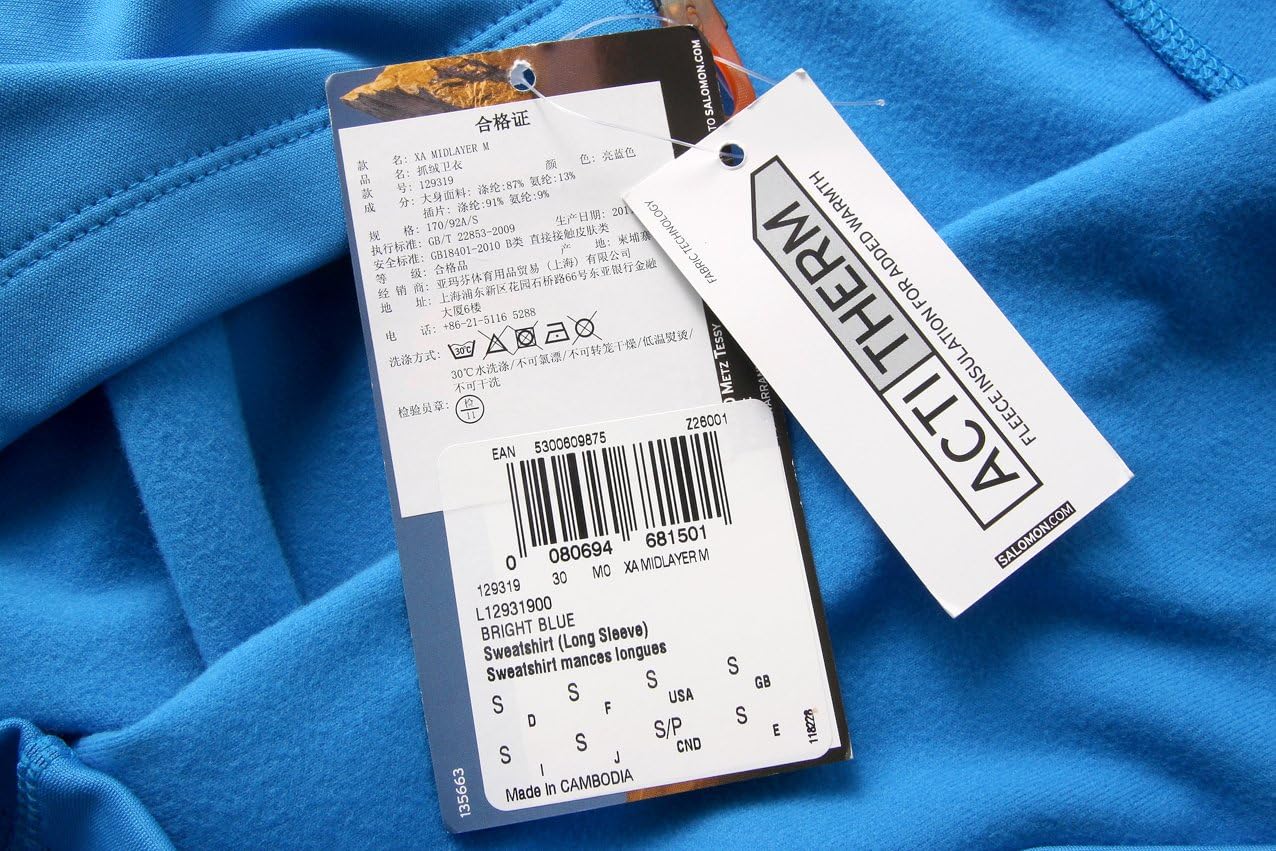 合格证
款 名: XA MIDLAYER M
品 名: 抓绒卫衣 颜 色: 亮蓝色
款 号: 129319
成 分: 大身面料: 涤纶:87% 氨纶:13%
插片: 涤纶:91% 氨纶:9%
规 格: 170/92A/S 生产日期: 201
执行标准: GB/T 22853-2009
安全标准: GB18401-2010 B类 直接接触皮肤类
等 级: 合格品 产 地: 柬埔寨
经 销 商: 亚玛芬体育用品贸易 (上海) 有限公司
地 址: 上海浦东新区花园石桥路66号东亚银行金融
大厦6楼
电 话: +86-21-5116 5288
洗涤方式: 30℃
30℃水洗涤/不可氯漂/不可转笼干燥/低温熨烫/
不可干洗
检验员章: 检 11
EAN 5300609875 Z26001
0 080694 681501
129319 30 M0 XA MIDLAYER M
L12931900
BRIGHT BLUE
Sweatshirt (Long Sleeve)
Sweatshirt mances longues
S D S F S USA S GB
S I S J S/P CND S E
Made In CAMBODIA
118228
135663
TO SALOMON.COM
METZ TESSY
FABRIC TECHNOLOGY
ACTITHERM
FLEECE INSULATION FOR ADDED WARMTH
SALOMON.COM